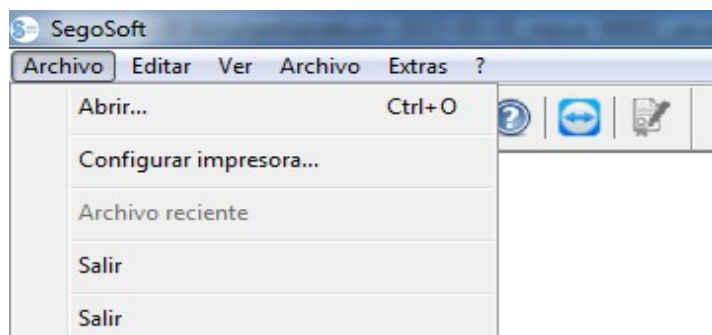 SegoSoft
Archivo Editar Ver Archivo Extras ?
Abrir... Ctrl+O
Configurar impresora...
Archivo reciente
Salir
Salir